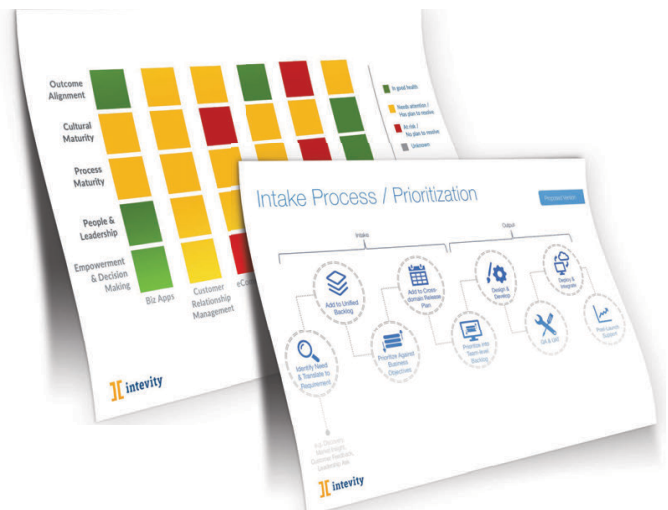 Outcome
Alignment
Cultural
Maturity
Process
Maturity
People &
Leadership
Empowerment
& Decision
Making
Biz Apps
Customer
Relationship
Management
eCo
In good health
Needs attention /
Has plan to resolve
At risk /
No plan to resolve
Unknown
intevity
Intake Process / Prioritization
Intake
Output
Add to Unified
Backlog
Add to Cross-
domain Release
Plan
Design &
Develop
Deploy &
Integrate
Identify Need
& Translate to
Requirement
Prioritize Against
Business
Objectives
Prioritize into
Team-level
Backlog
QA & UAT
Post-Launch
Support
Customer Feedback,
intevity